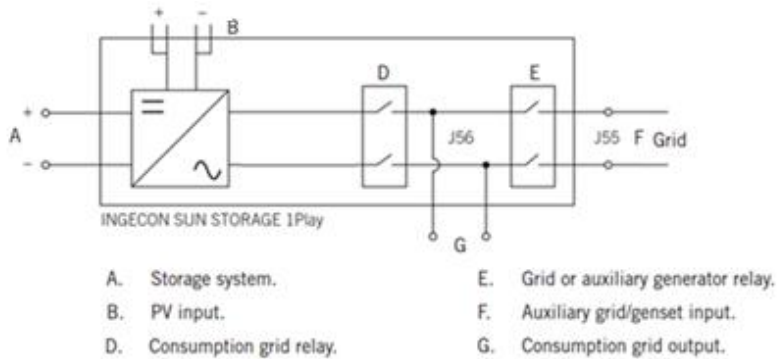 + -
B
D E
+
A J56 J55 F Grid
-
INGECON SUN STORAGE 1Play
G
A. Storage system.
B. PV input.
D. Consumption grid relay.
E. Grid or auxiliary generator relay.
F. Auxiliary grid/genset input.
G. Consumption grid output.